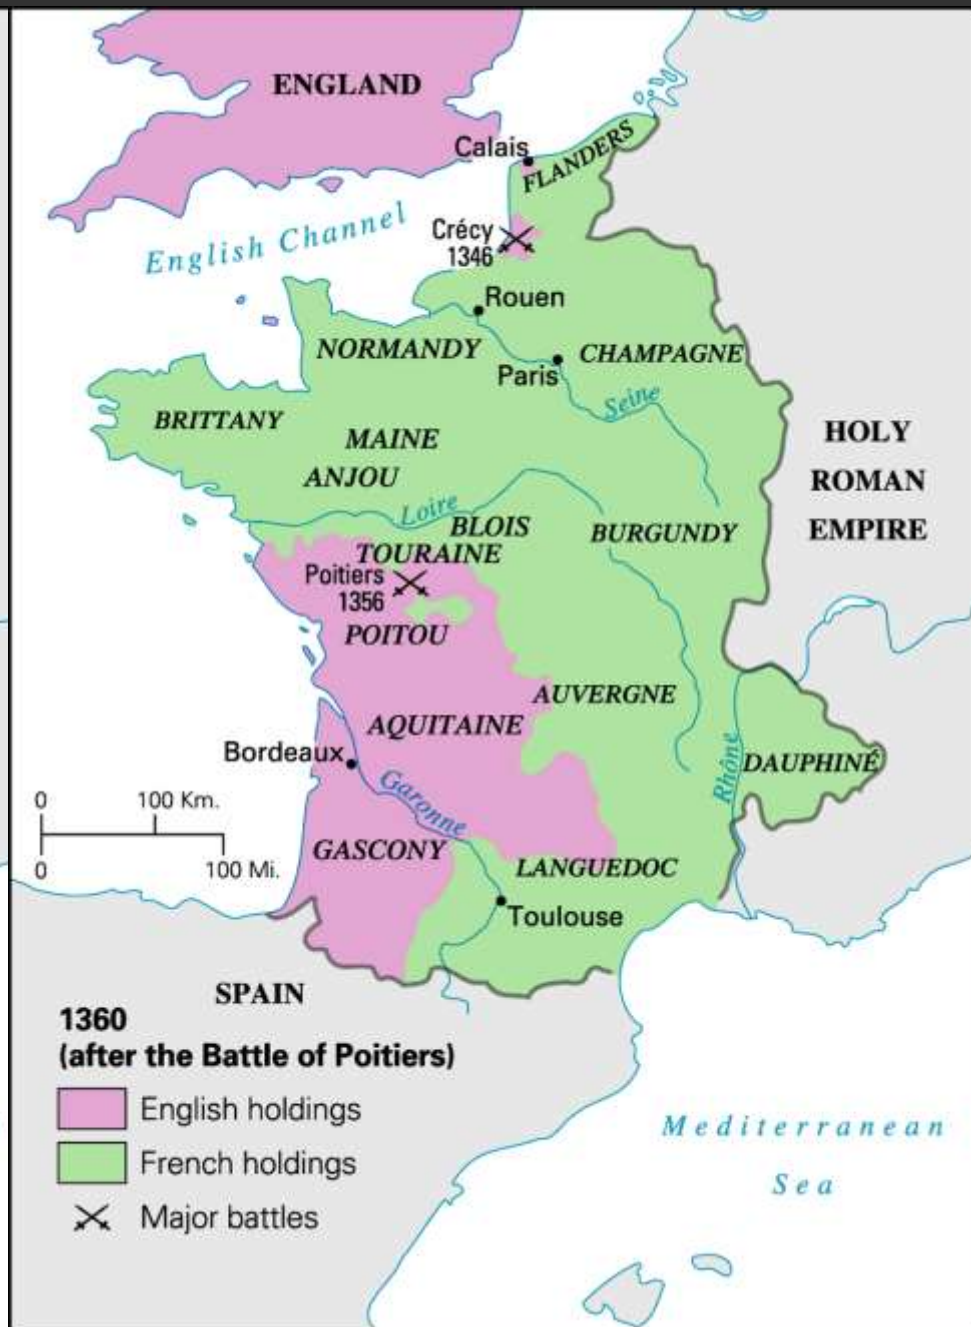 ENGLAND
Calais
FLANDERS
English Channel
Crécy
1346
Rouen
NORMANDY
CHAMPAGNE
Paris
Seine
BRITTANY
MAINE
HOLY
ROMAN
EMPIRE
ANJOU
Loire
BLOIS
BURGUNDY
TOURAINE
Poitiers
1356
POITOU
AUVERGNE
AQUITAINE
Bordeaux
Rhône
DAUPHINÉ
Garonne
0 100 Km.
0 100 Mi.
GASCONY
LANGUEDOC
Toulouse
SPAIN
1360
(after the Battle of Poitiers)
English holdings
French holdings
Major battles
Mediterranean
Sea